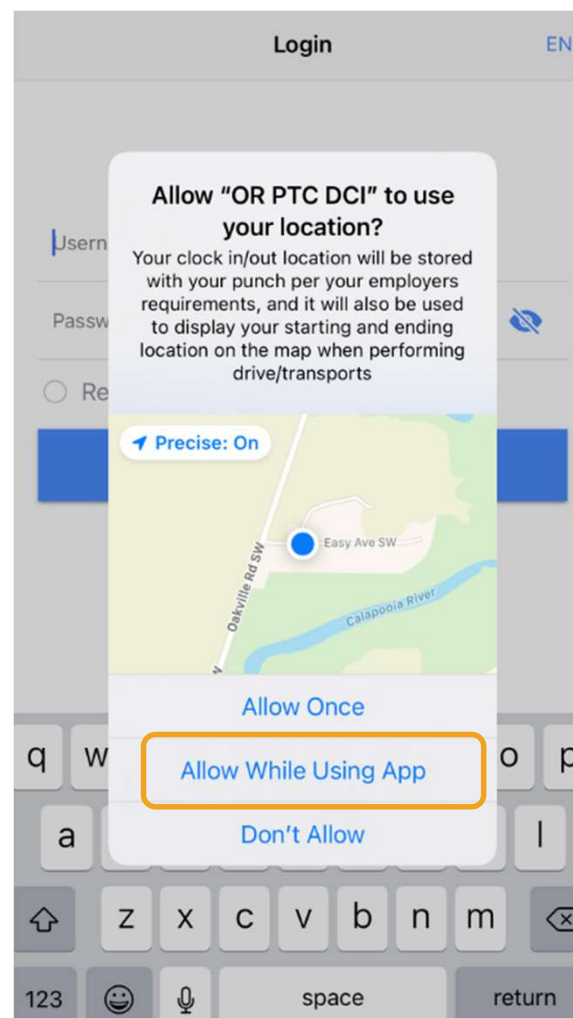 Login
EN
Allow “OR PTC DCI” to use
your location?
Usern
Your clock in/out location will be stored
with your punch per your employers
requirements, and it will also be used
Passw
to display your starting and ending
location on the map when performing
drive/transports
Re
Precise: On
Easy Ave SW
Oakville Rd SW
Calapooia River
W
Allow Once
q w o p
Allow While Using App
a l
Don’t Allow
z x c v b n m
123 space return